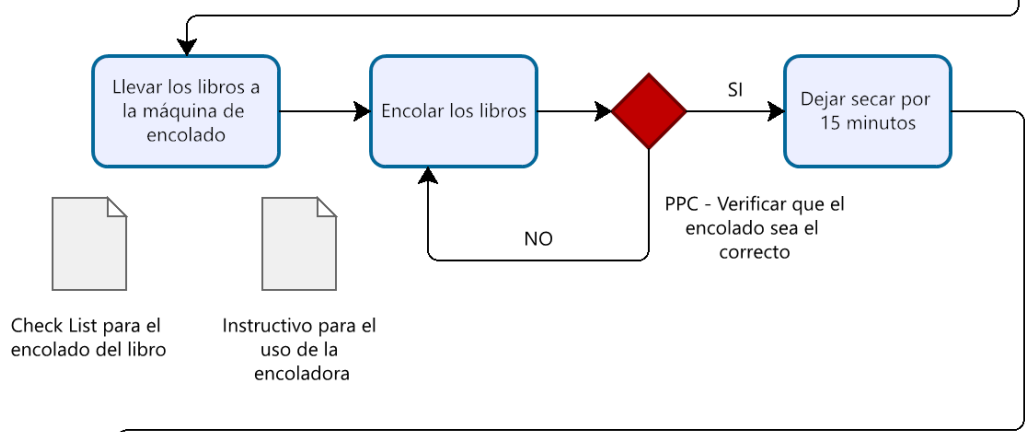 Llevar los libros a
la máquina de
encolado
Encolar los libros
SI
Dejar secar por
15 minutos
NO
PPC - Verificar que el
encolado sea el
correcto
Check List para el
encolado del libro
Instructivo para el
uso de la
encoladora